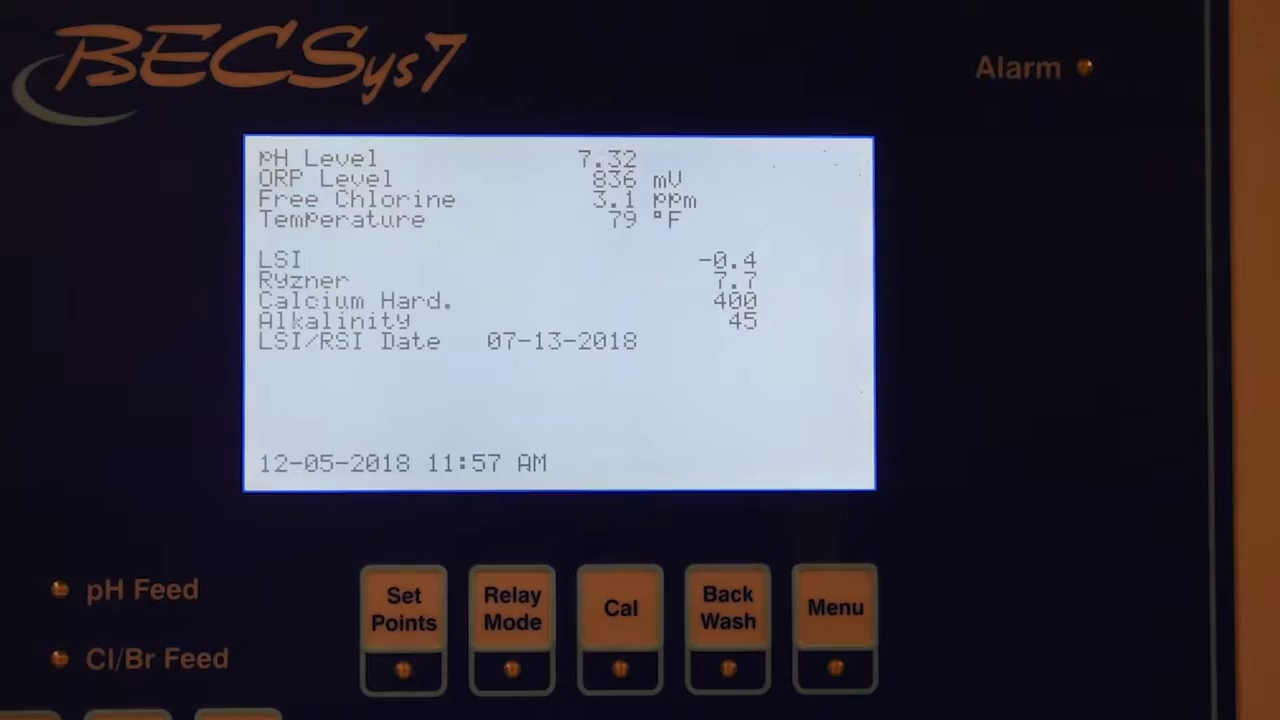 BECSys7
Alarm
pH Level 7.32
ORP Level 836 mV
Free Chlorine 3.1 ppm
Temperature 79 °F
LSI -0.4
Ryzner 7.7
Calcium Hard. 400
Alkalinity 45
LSI/RSI Date 07-13-2018
12-05-2018 11:57 AM
pH Feed
Cl/Br Feed
Set Points
Relay Mode
Cal
Back Wash
Menu